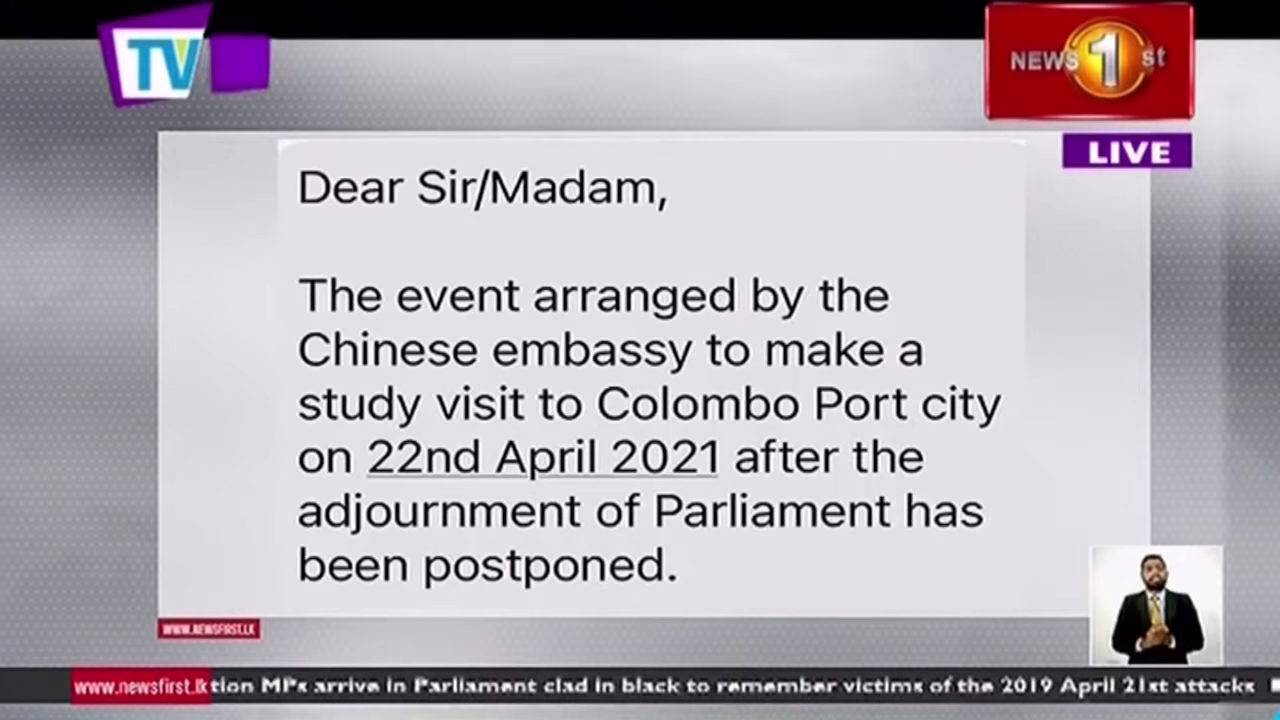 TV
NEWS 1st
LIVE
Dear Sir/Madam,
The event arranged by the
Chinese embassy to make a
study visit to Colombo Port city
on 22nd April 2021 after the
adjournment of Parliament has
been postponed.
WWW.NEWSFIRST.LK
www.newsfirst.lk tion MPs arrive in Parliament clad in black to remember victims of the 2019 April 21st attacks